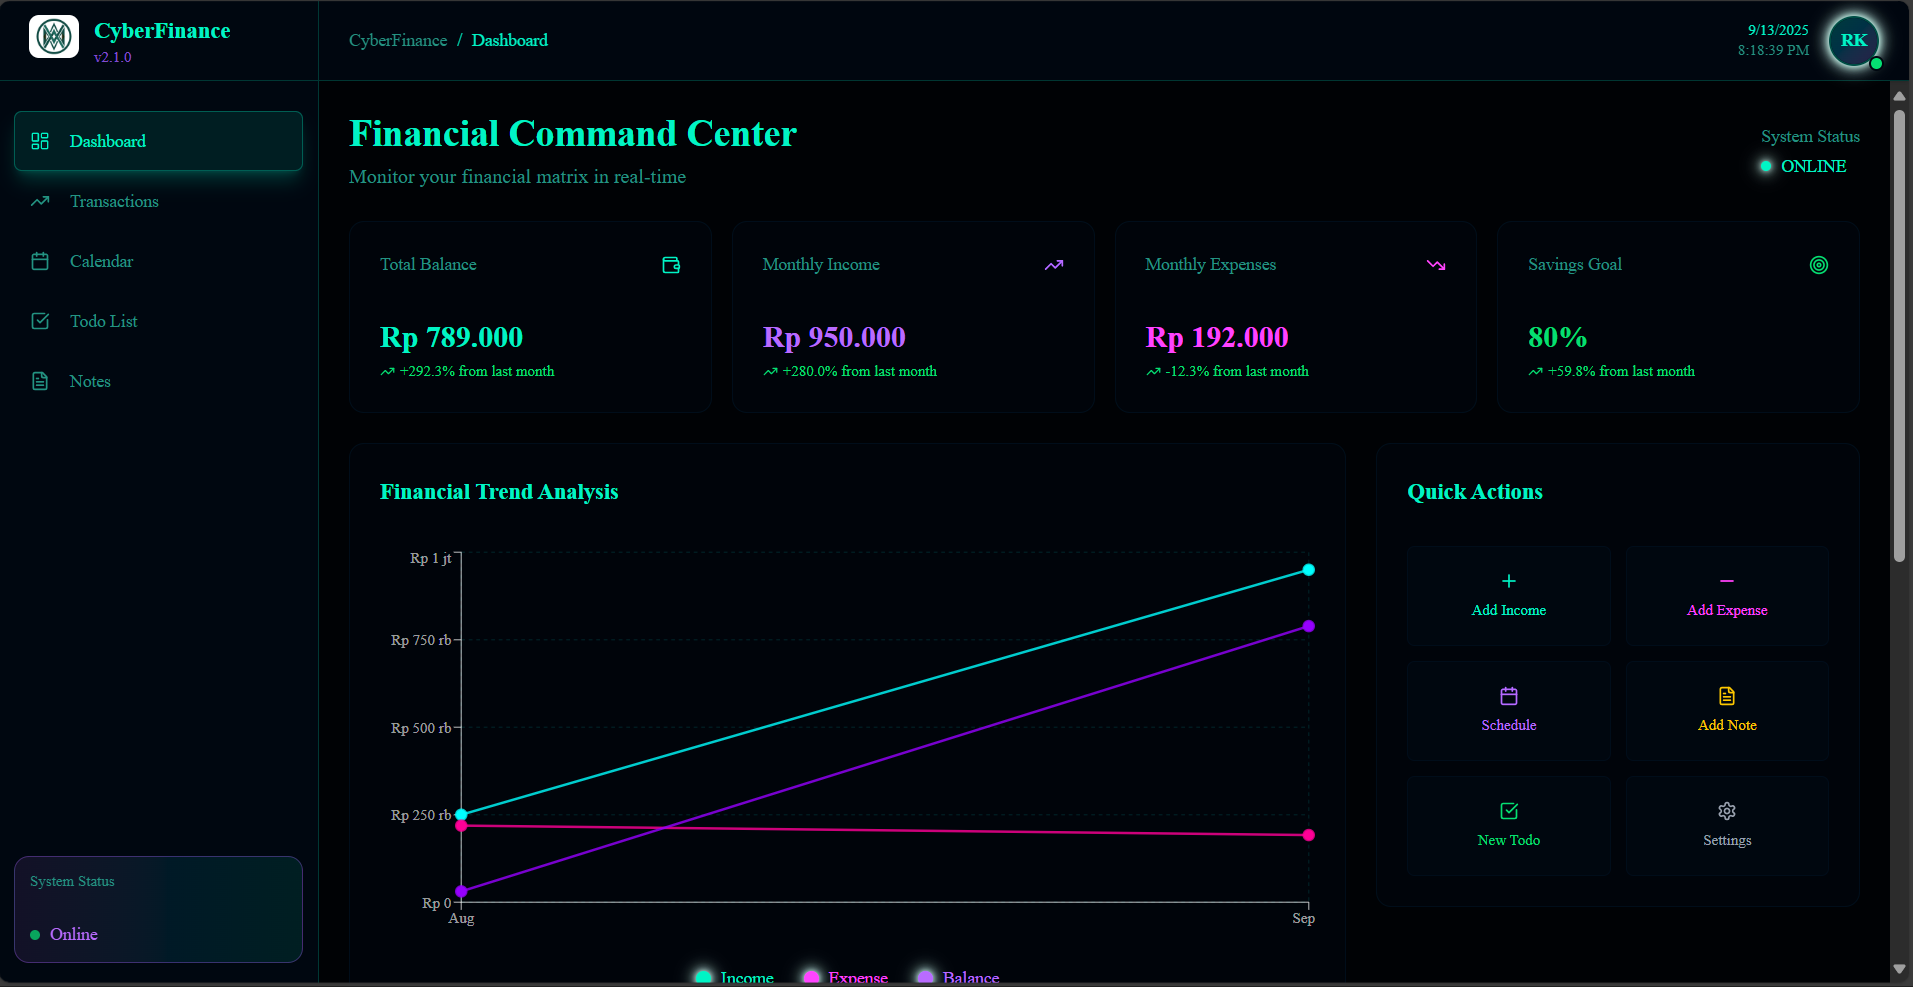 CyberFinance
v2.1.0
CyberFinance / Dashboard
9/13/2025
8:18:39 PM
RK
Dashboard
Transactions
Calendar
Todo List
Notes
System Status
Online
Financial Command Center
Monitor your financial matrix in real-time
System Status
ONLINE
Total Balance
Rp 789.000
+292.3% from last month
Monthly Income
Rp 950.000
+280.0% from last month
Monthly Expenses
Rp 192.000
-12.3% from last month
Savings Goal
80%
+59.8% from last month
Financial Trend Analysis
Rp 1 jt
Rp 750 rb
Rp 500 rb
Rp 250 rb
Rp 0
Aug
Sep
Income
Expense
Balance
Quick Actions
Add Income
Add Expense
Schedule
Add Note
New Todo
Settings